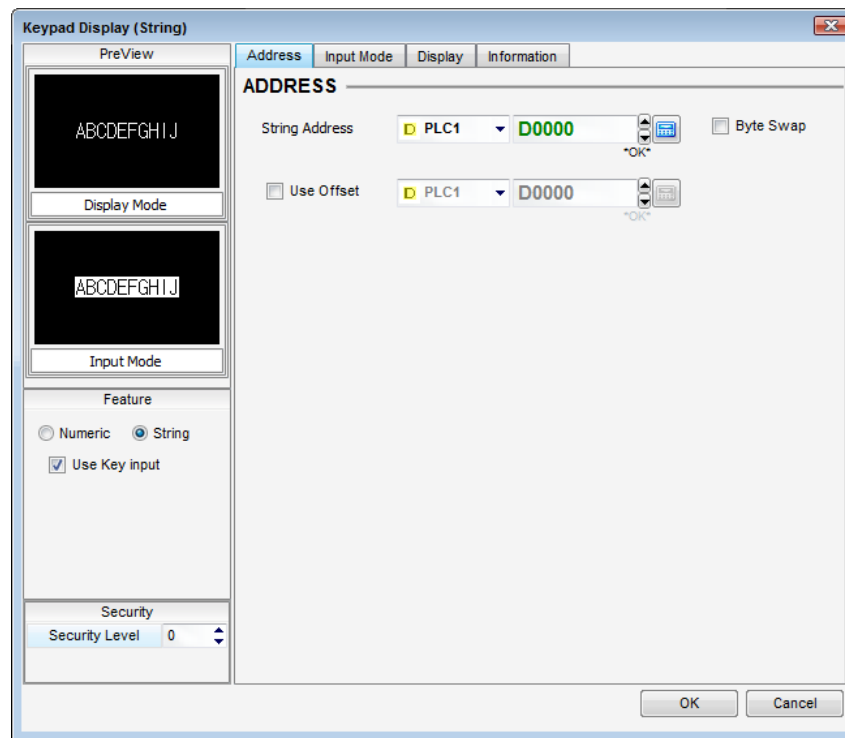 Keypad Display (String)
PreView
ABCDEFGHIJ
Display Mode
ABCDEFGHIJ
Input Mode
Feature
Numeric String
Use Key input
Security
Security Level 0
Address Input Mode Display Information
ADDRESS
String Address D PLC1 D0000 Byte Swap
*OK*
Use Offset D PLC1 D0000
*OK*
OK Cancel